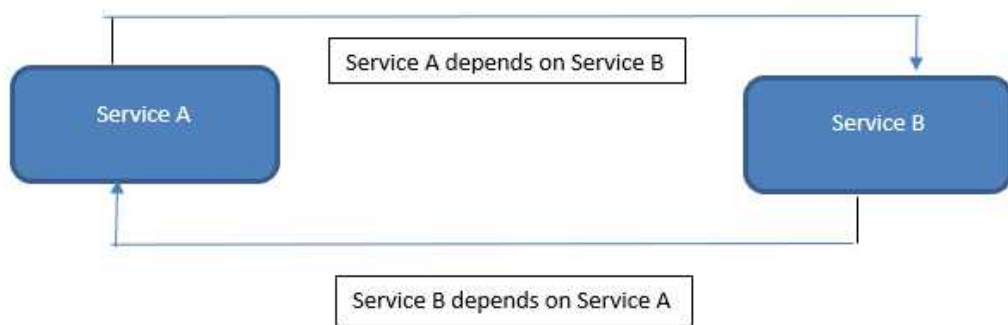 Service A depends on Service B
Service A
Service B
Service B depends on Service A